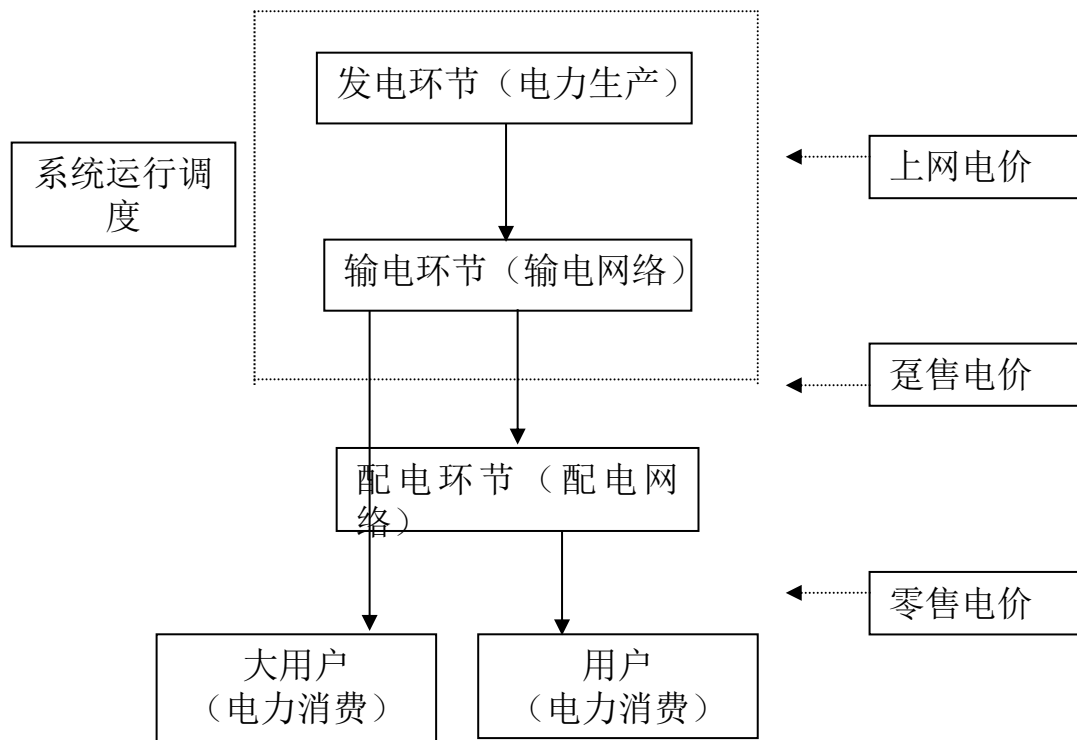 发电环节（电力生产）
系统运行调
度
上网电价
输电环节（输电网络）
趸售电价
配电环节（配电网
络）
零售电价
大用户
（电力消费）
用户
（电力消费）